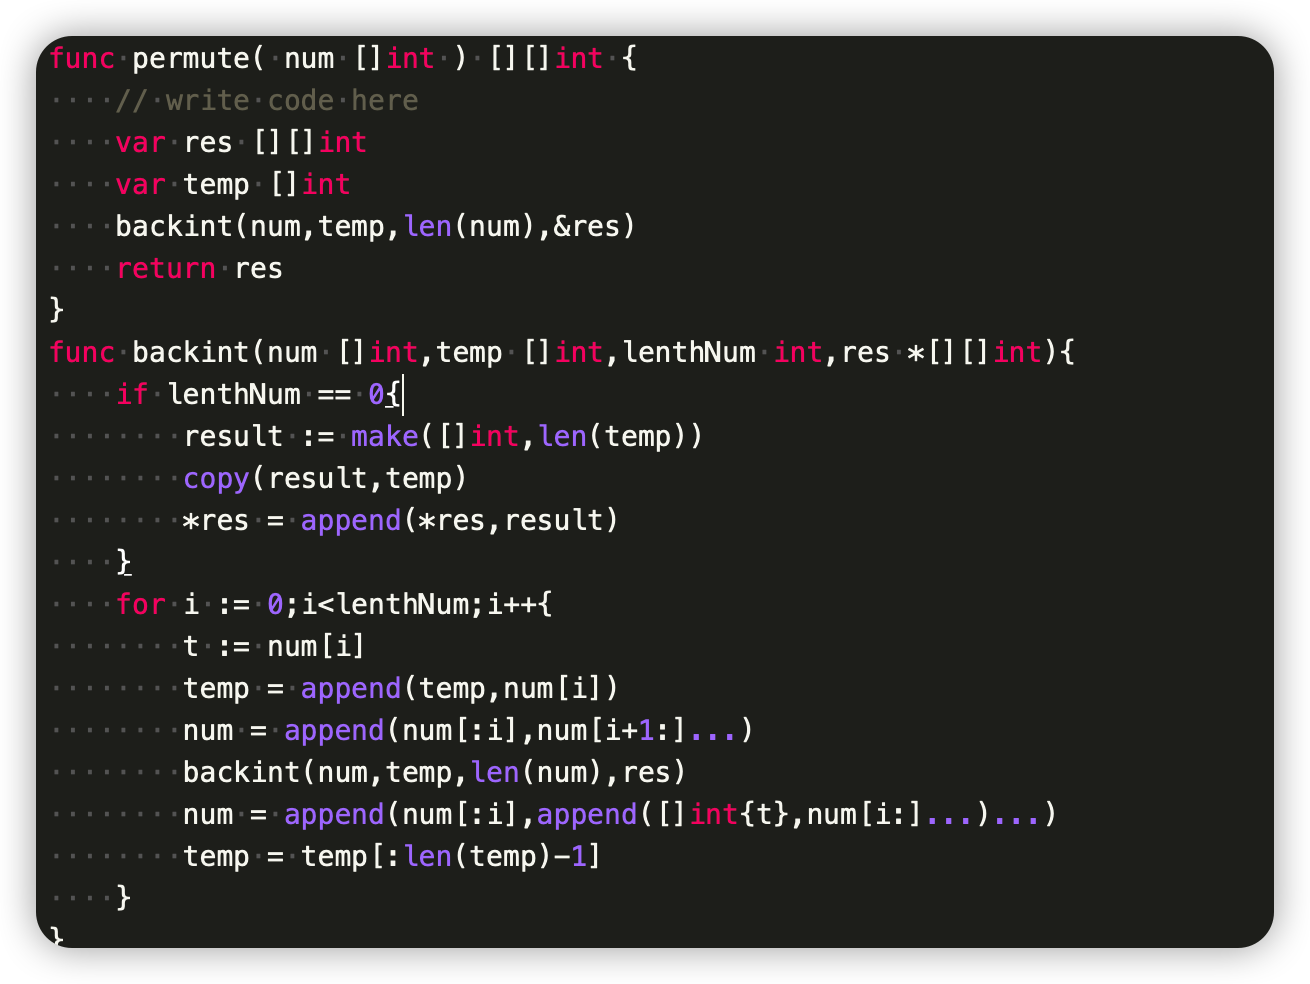 func permute( num []int ) [][]int {
    // write code here
    var res [][]int
    var temp []int
    backint(num,temp,len(num),&res)
    return res
}
func backint(num []int,temp []int,lenthNum int,res *[][]int){
    if lenthNum == 0{
        result := make([]int,len(temp))
        copy(result,temp)
        *res = append(*res,result)
    }
    for i := 0;i<lenthNum;i++{
        t := num[i]
        temp = append(temp,num[i])
        num = append(num[:i],num[i+1:]...)
        backint(num,temp,len(num),res)
        num = append(num[:i],append([]int{t},num[i:]...)...)
        temp = temp[:len(temp)-1]
    }
}